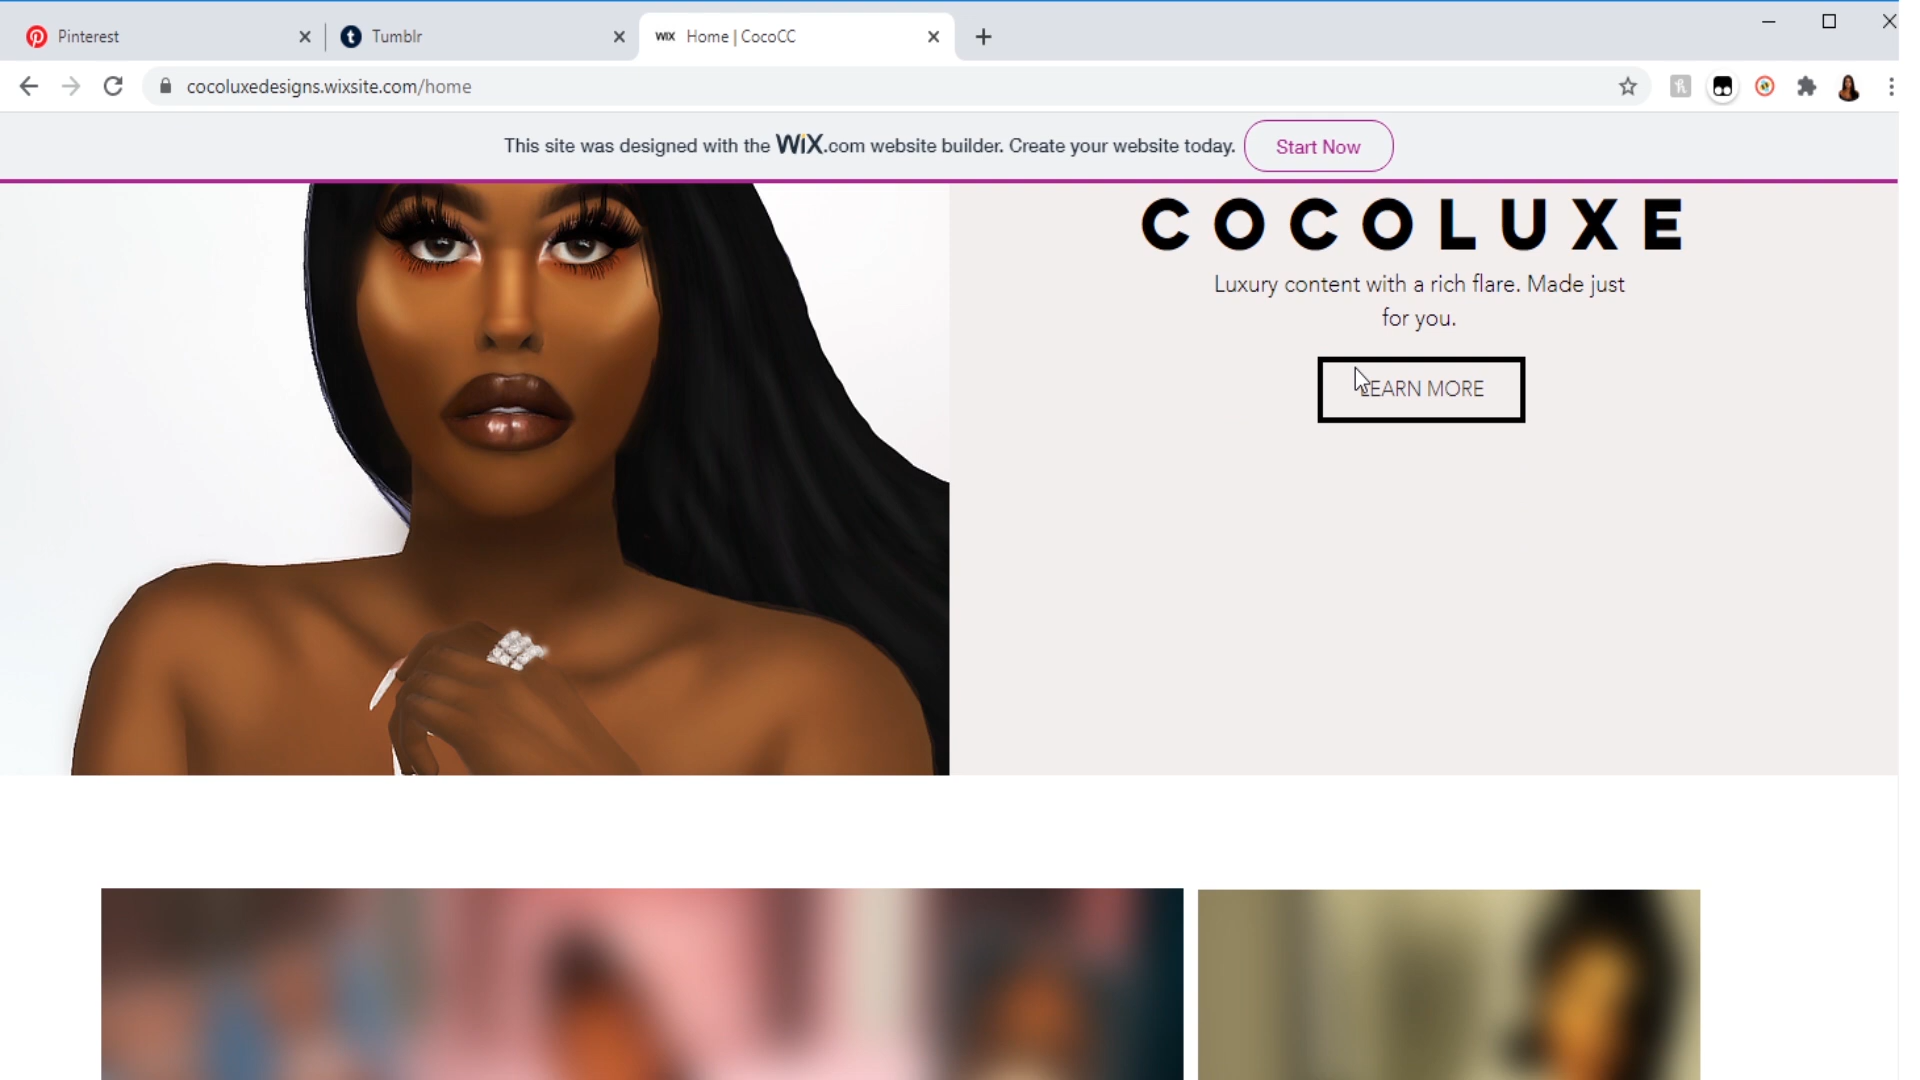 Pinterest
Tumblr
WIX Home | CocoCC
cocoluxedesigns.wixsite.com/home
This site was designed with the WiX.com website builder. Create your website today. Start Now
COCOLUXE
Luxury content with a rich flare. Made just
for you.
LEARN MORE